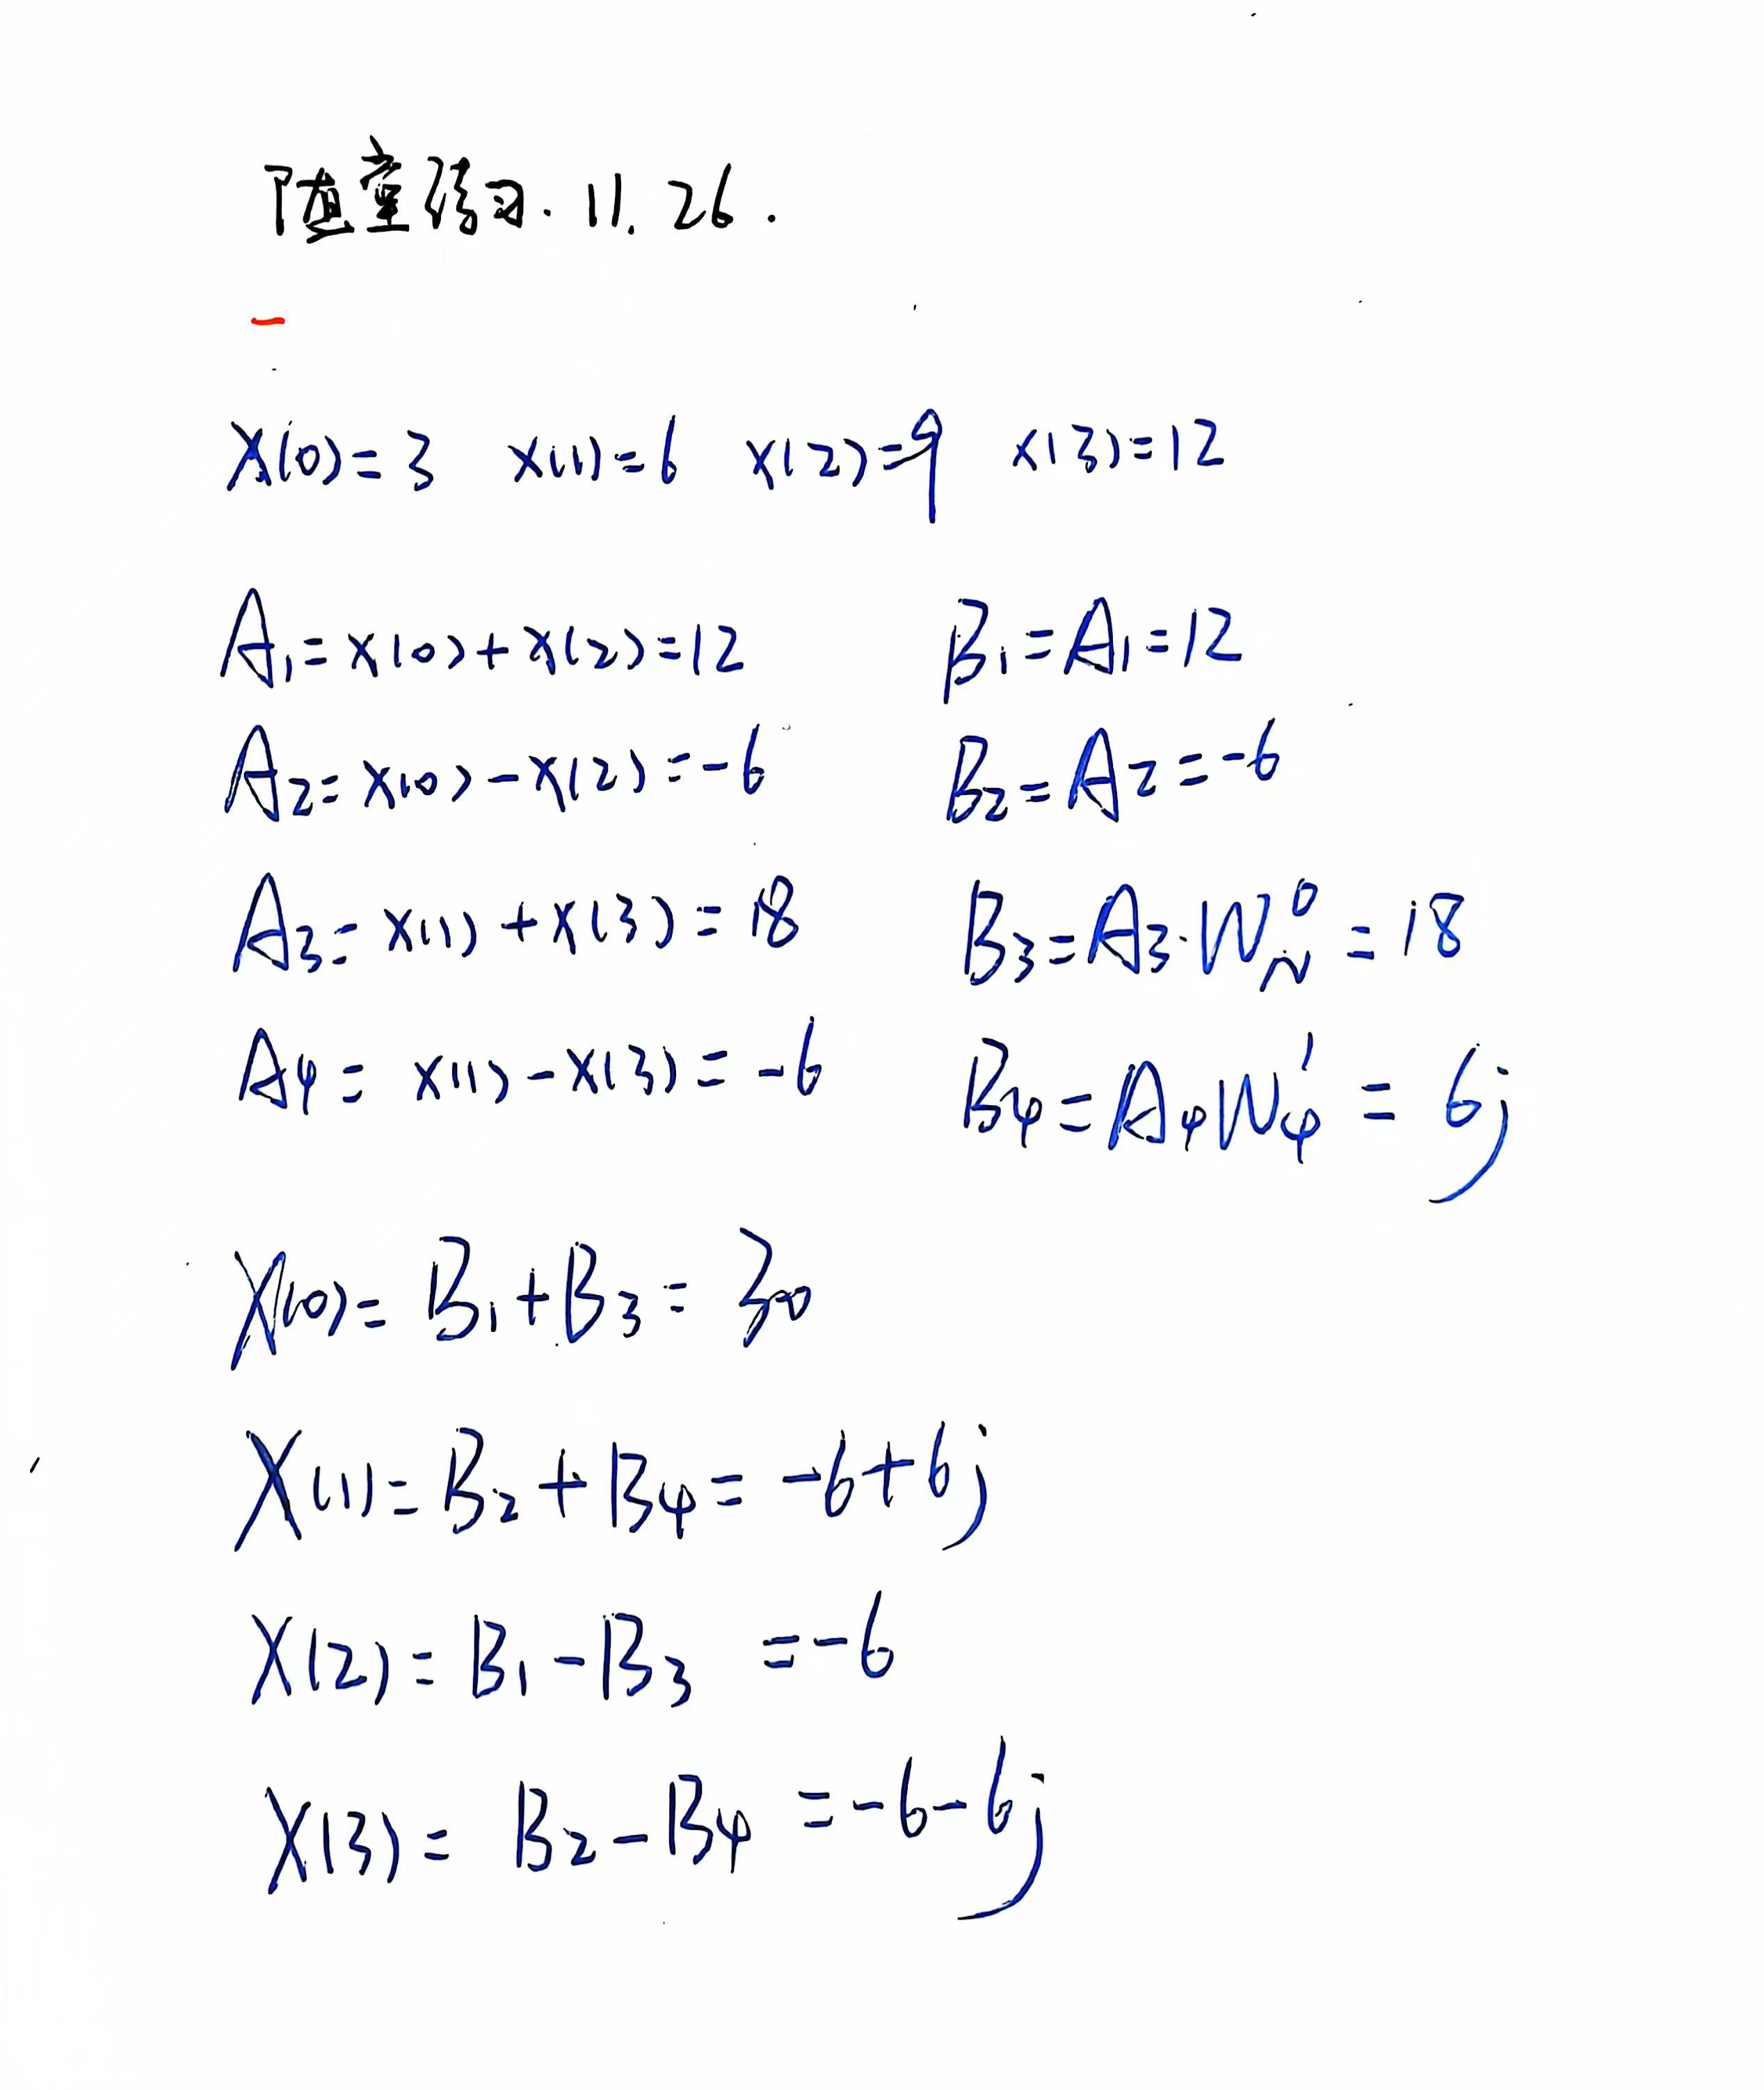 随堂练习. 11.26.
x(0)=3 x(1)=6 x(2)=9 x(3)=12
A₁=x(0)+x(2)=12 B₁=A₁=12
A₂=x(0)-x(2)=-6 B₂=A₂=-6
A₃=x(1)+x(3)=18 B₃=A₃·W_N^0=18
A₄=x(1)-x(3)=-6 B₄=A₄W_4^1=6j
X(0)=B₁+B₃=30
X(1)=B₂+B₄=-6+6j
X(2)=B₁-B₃=-6
X(3)=B₂-B₄=-6-6j